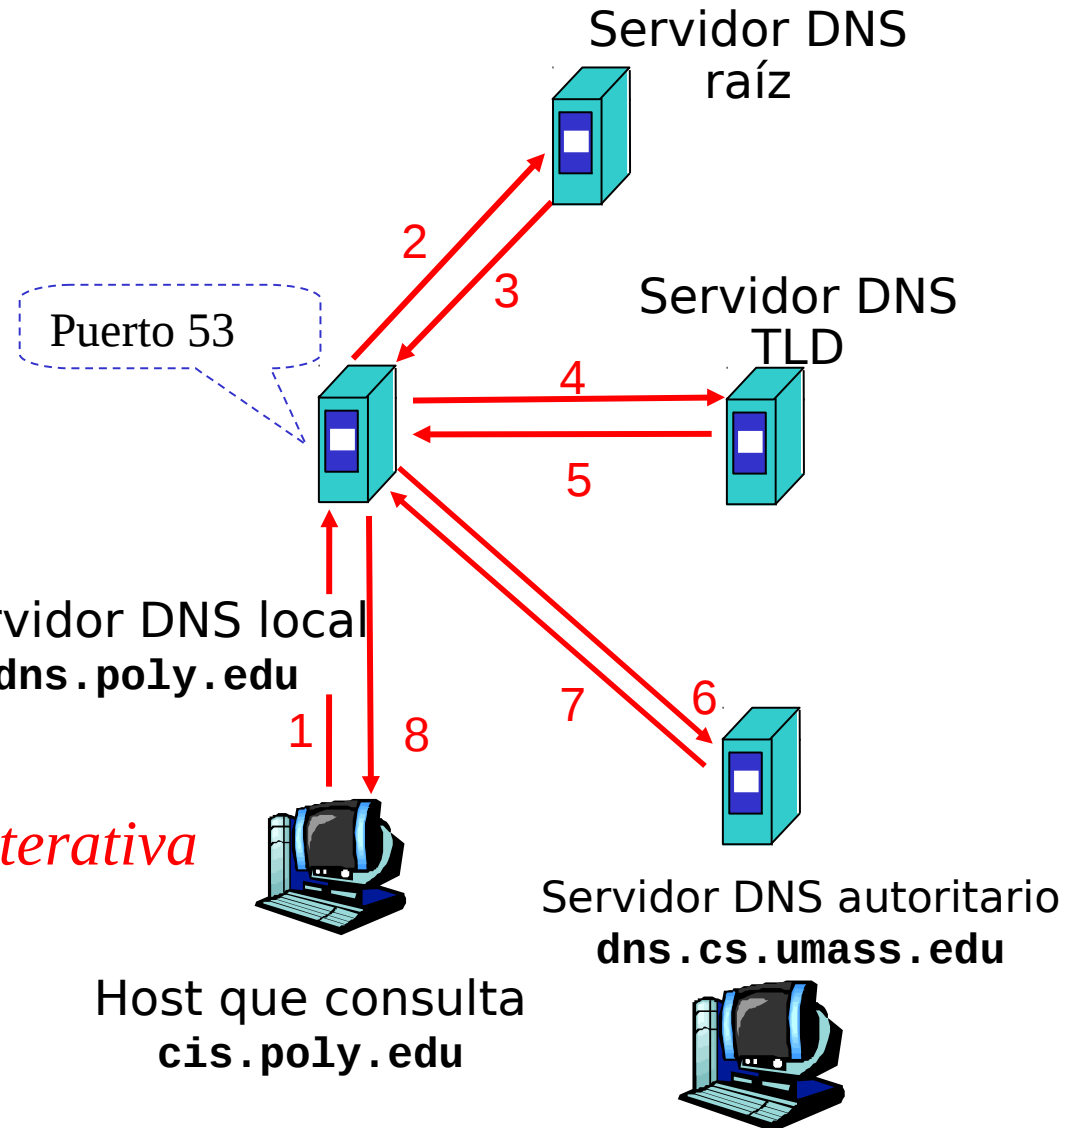 Servidor DNS
raíz
2
3
Servidor DNS
TLD
Puerto 53
4
5
rvidor DNS local
dns.poly.edu
7
6
1
8
terativa
Servidor DNS autoritario
dns.cs.umass.edu
Host que consulta
cis.poly.edu